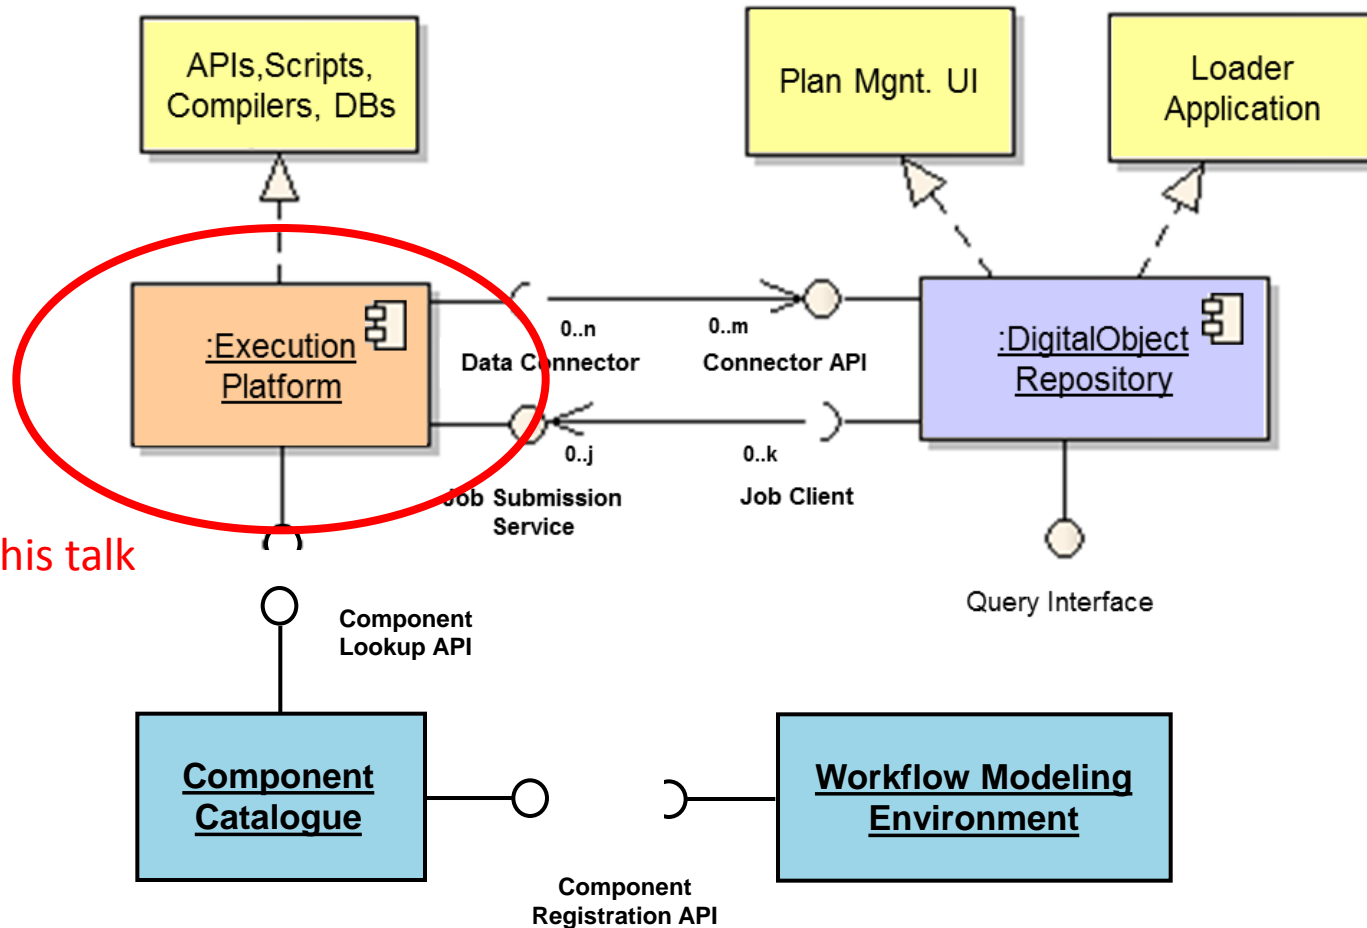 APIs,Scripts,
Compilers, DBs
Plan Mgnt. UI
Loader
Application
:Execution
Platform
0..n
0..m
Data Connector
Connector API
:DigitalObject
Repository
0..j
0..k
Job Submission
Service
Job Client
his talk
Query Interface
Component
Lookup API
Component
Catalogue
Workflow Modeling
Environment
Component
Registration API